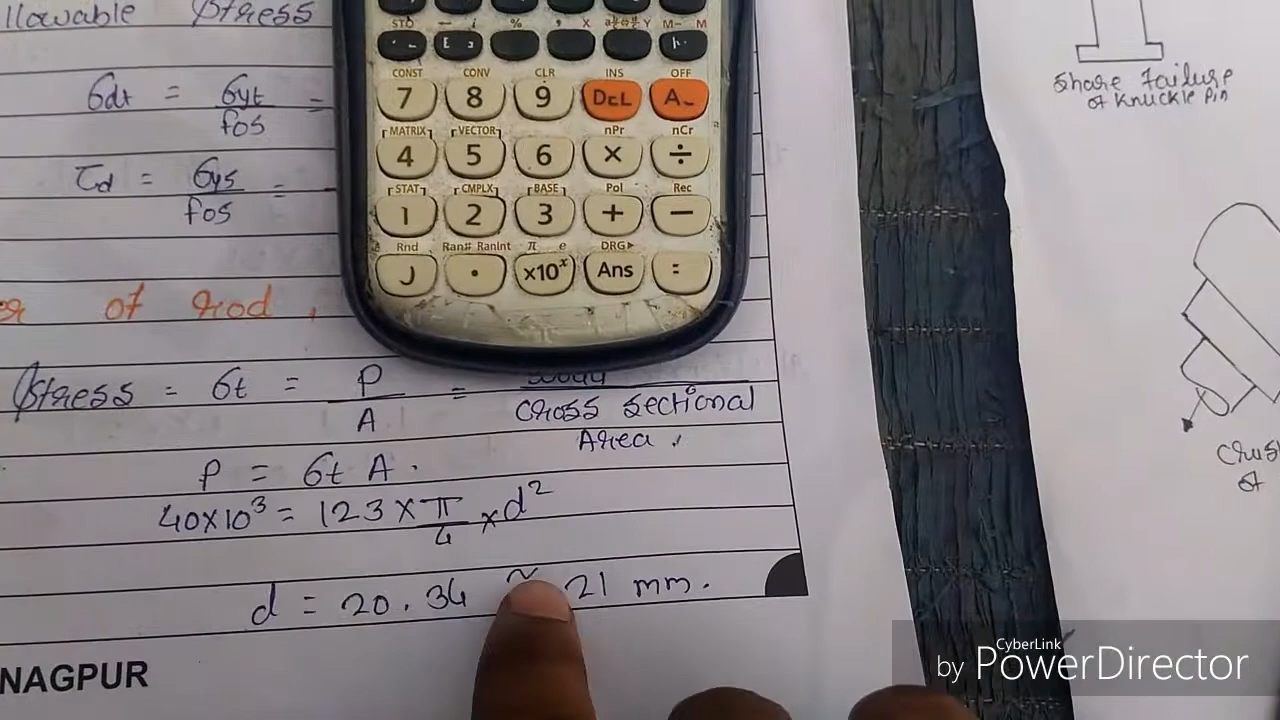 llowable Stress
σdt = σyt / fos =
τd = σys / fos =
of rod,
Stress = σt = P / A = / Cross Sectional Area,
P = σt A.
40×10³ = 123 × π/4 × d²
d = 20.34 ≈ 21 mm.
NAGPUR
STO i % , X Y M- M
CONST CONV CLR INS OFF
7 8 9 DEL A
MATRIX VECTOR nPr nCr
4 5 6 × ÷
STAT CMPLX BASE Pol Rec
1 2 3 + −
Rnd Ran# RanInt π e DRG▶
. ×10ˣ Ans =
Share failure
of Knuckle Pin
Crus
of
CyberLink
by PowerDirector